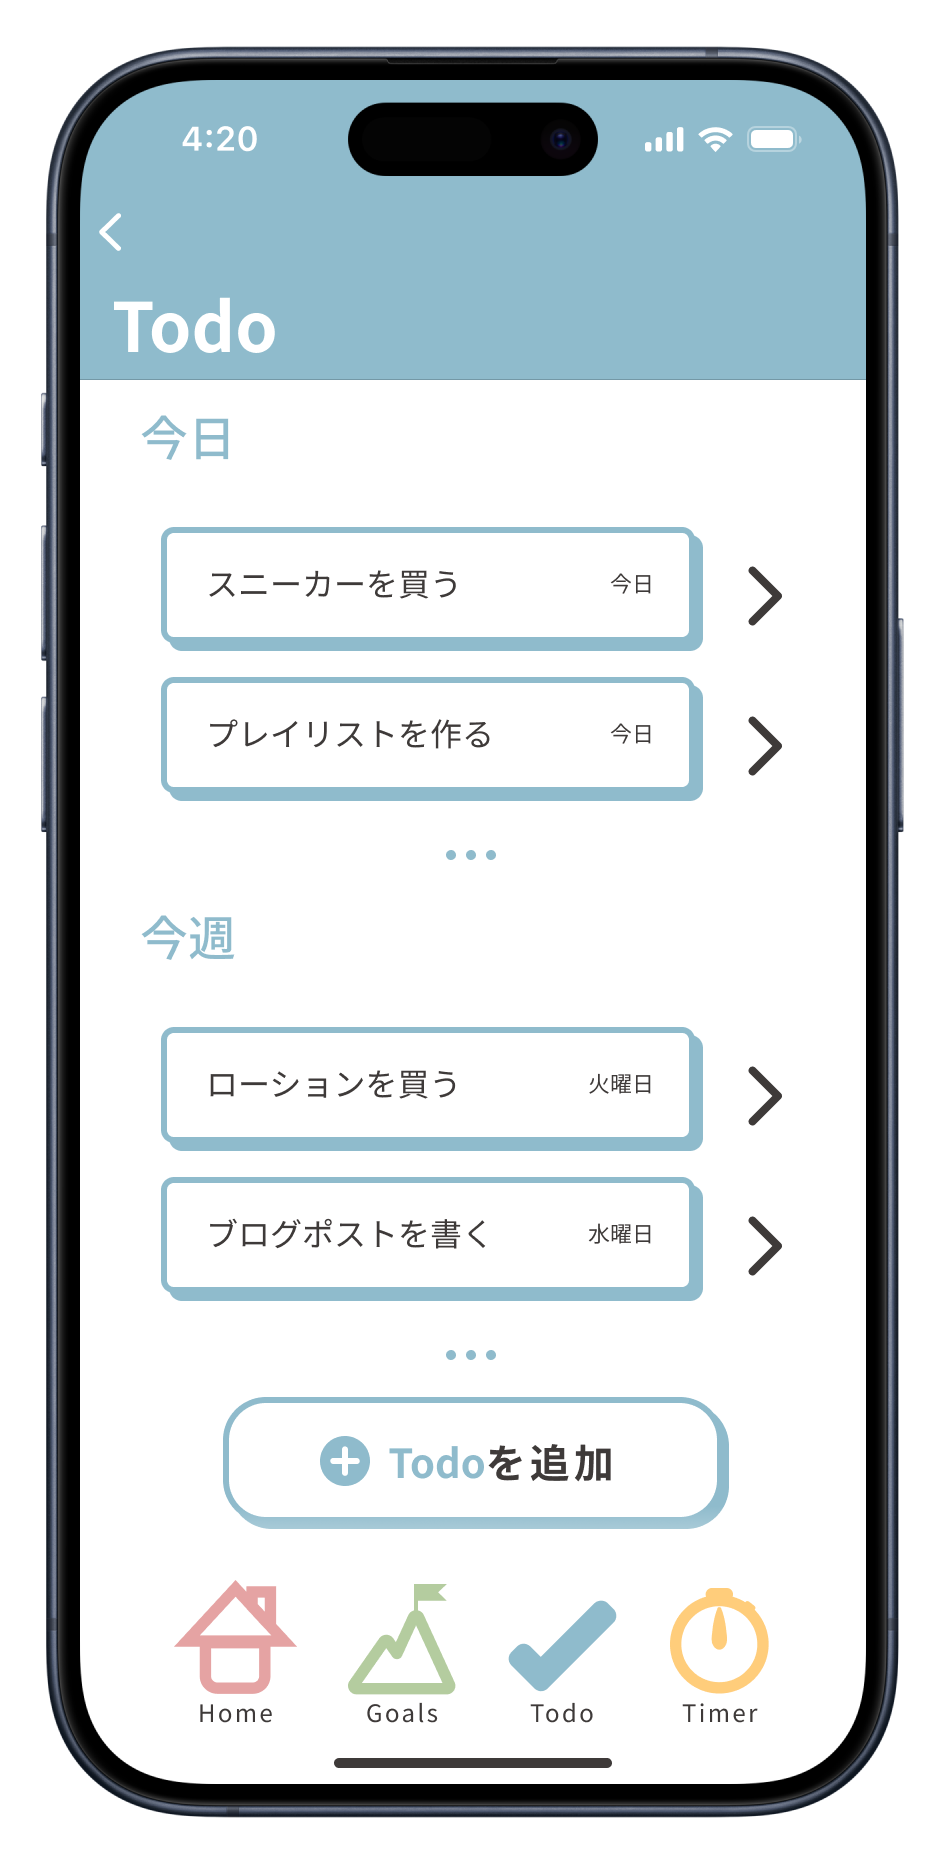 4:20
Todo
今日
スニーカーを買う 今日
プレイリストを作る 今日
今週
ローションを買う 火曜日
ブログポストを書く 水曜日
Todoを追加
Home Goals Todo Timer